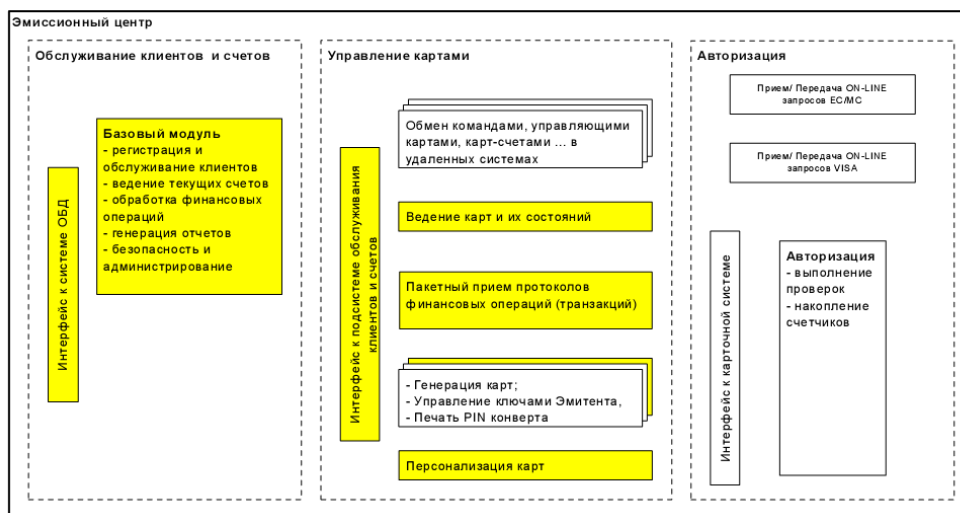 Эмиссионный центр
Обслуживание клиентов и счетов
Интерфейс к системе ОБД
Базовый модуль
- регистрация и
обслуживание клиентов
- ведение текущих счетов
- обработка финансовых
операций
- генерация отчетов
- безопасность и
администрирование
Управление картами
Интерфейс к подсистеме обслуживания
клиентов и счетов
Обмен командами, управляющими
картами, карт-счетами ... в
удаленных системах
Ведение карт и их состояний
Пакетный прием протоколов
финансовых операций (транзакций)
- Генерация карт;
- Управление ключами Эмитента,
- Печать PIN конверта
Персонализация карт
Авторизация
Прием/ Передача ON-LINE
запросов EC/MC
Прием/ Передача ON-LINE
запросов VISA
Интерфейс к карточной системе
Авторизация
- выполнение
проверок
- накопление
счетчиков